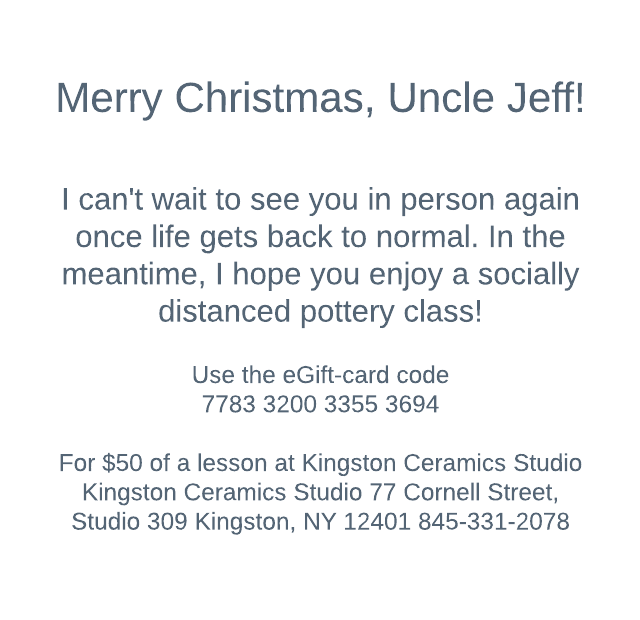 Merry Christmas, Uncle Jeff!
I can't wait to see you in person again
once life gets back to normal. In the
meantime, I hope you enjoy a socially
distanced pottery class!
Use the eGift-card code
7783 3200 3355 3694
For $50 of a lesson at Kingston Ceramics Studio
Kingston Ceramics Studio 77 Cornell Street,
Studio 309 Kingston, NY 12401 845-331-2078